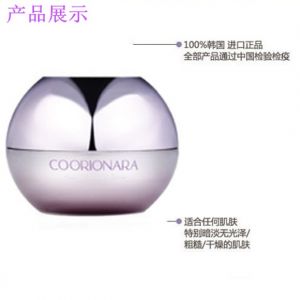 产品展示
100%韩国 进口正品
全部产品通过中国检验检疫
COORIONARA
适合任何肌肤
特别暗淡无光泽/
粗糙/干燥的肌肤